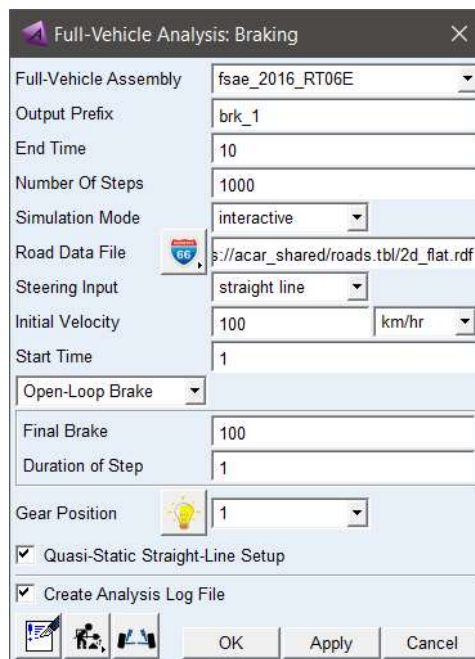 Full-Vehicle Analysis: Braking
Full-Vehicle Assembly fsae_2016_RT06E
Output Prefix brk_1
End Time 10
Number Of Steps 1000
Simulation Mode interactive
Road Data File 66 s://acar_shared/roads.tbl/2d_flat.rdf
Steering Input straight line
Initial Velocity 100 km/hr
Start Time 1
Open-Loop Brake
Final Brake 100
Duration of Step 1
Gear Position 1
Quasi-Static Straight-Line Setup
Create Analysis Log File
OK Apply Cancel